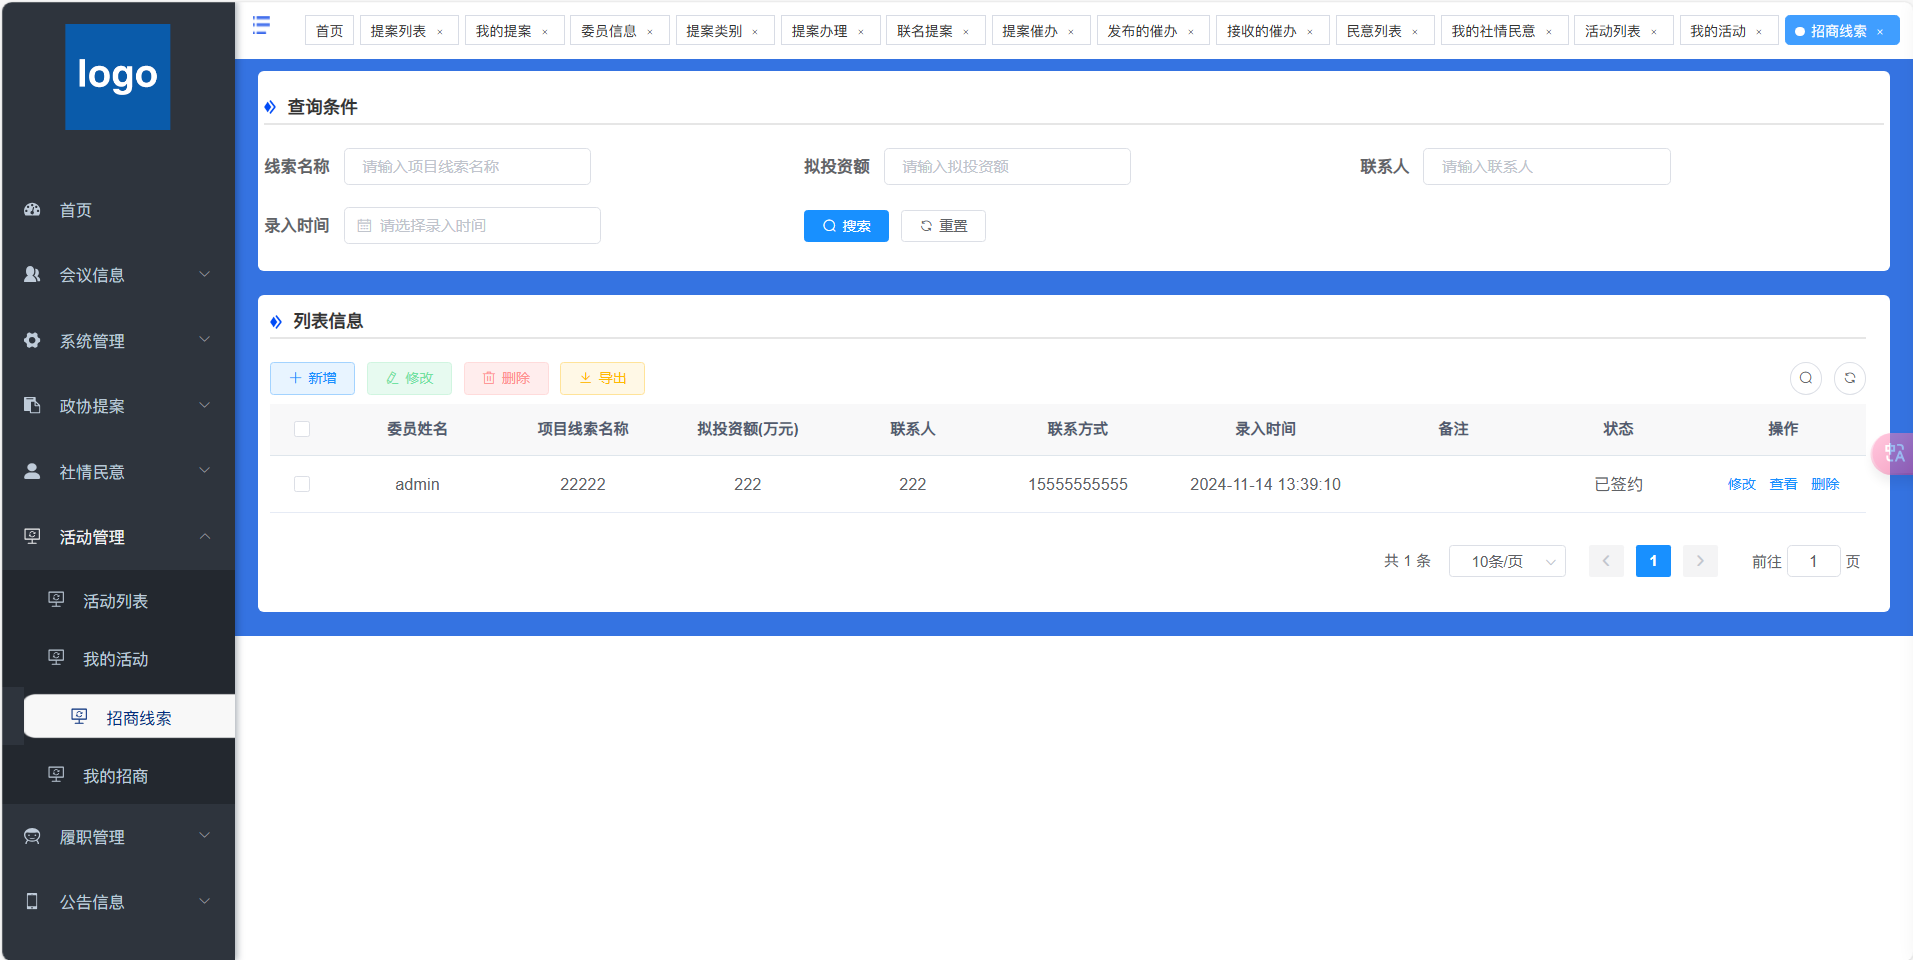 logo
首页
会议信息
系统管理
政协提案
社情民意
活动管理
活动列表
我的活动
招商线索
我的招商
履职管理
公告信息
首页 提案列表 × 我的提案 × 委员信息 × 提案类别 × 提案办理 × 联名提案 × 提案催办 × 发布的催办 × 接收的催办 × 民意列表 × 我的社情民意 × 活动列表 × 我的活动 × 招商线索 ×
查询条件
线索名称 请输入项目线索名称 拟投资额 请输入拟投资额 联系人 请输入联系人
录入时间 请选择录入时间 搜索 重置
列表信息
新增 修改 删除 导出
委员姓名 项目线索名称 拟投资额(万元) 联系人 联系方式 录入时间 备注 状态 操作
admin 22222 222 222 15555555555 2024-11-14 13:39:10 已签约 修改 查看 删除
共 1 条 10条/页 1 前往 1 页